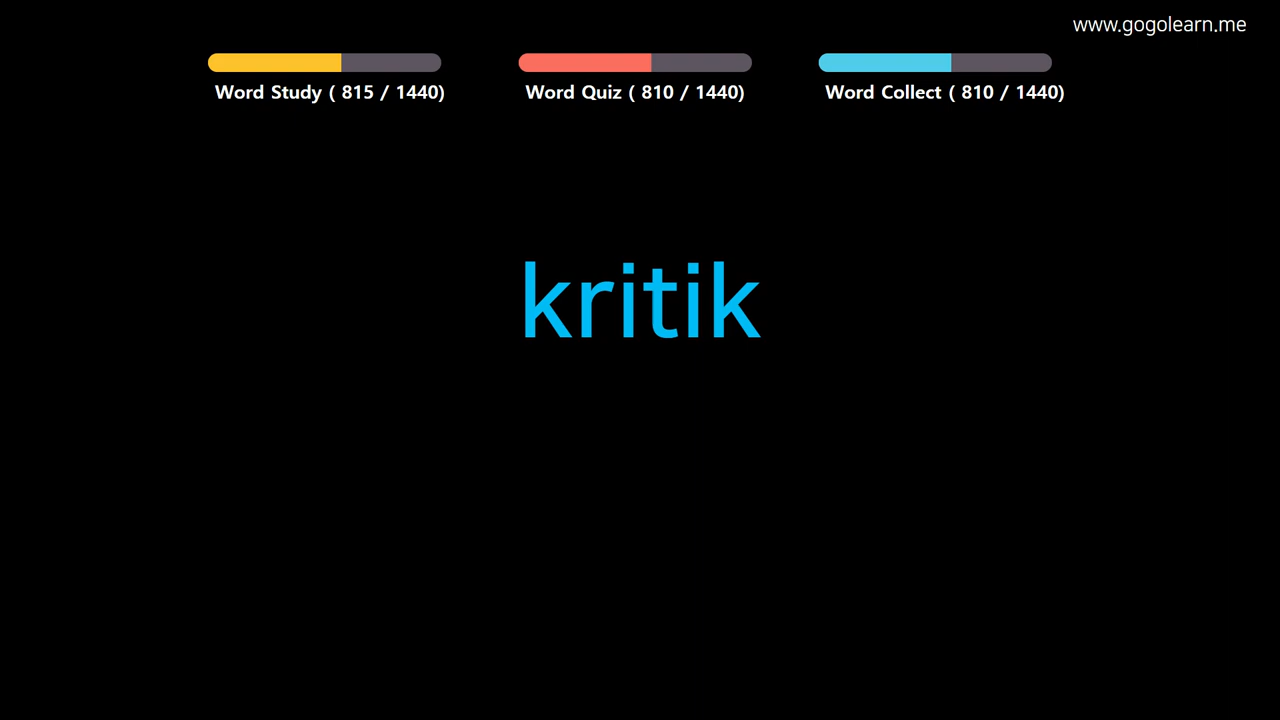 www.gogolearn.me
Word Study ( 815 / 1440)
Word Quiz ( 810 / 1440)
Word Collect ( 810 / 1440)
kritik